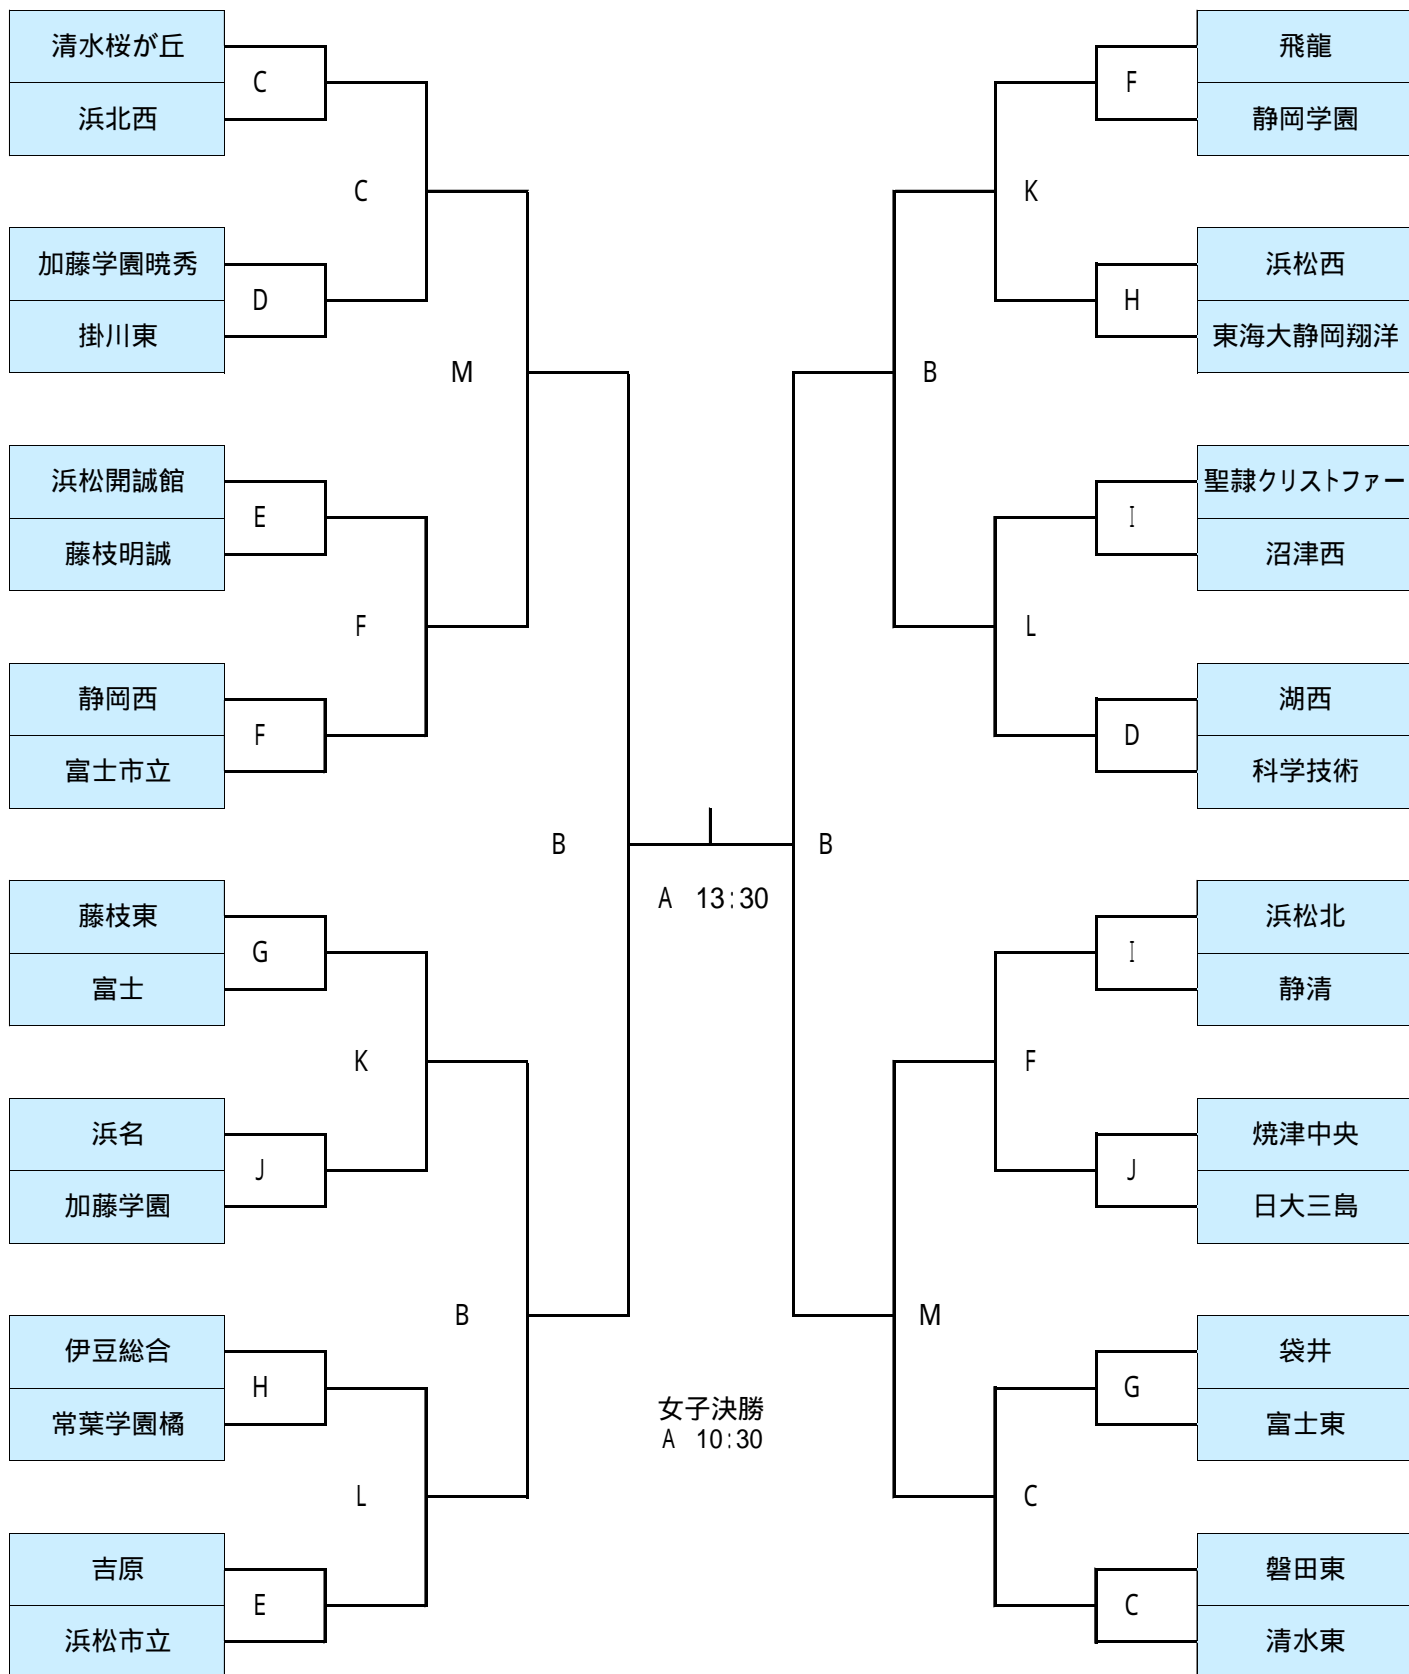 清水桜が丘
C
浜北西
C
加藤学園暁秀
D
掛川東
M
浜松開誠館
E
藤枝明誠
F
静岡西
F
富士市立
B
藤枝東
G
富士
K
浜名
J
加藤学園
B
伊豆総合
H
常葉学園橘
L
吉原
E
浜松市立
A 13:30
女子決勝
A 10:30
飛龍
F
静岡学園
K
浜松西
H
東海大静岡翔洋
B
聖隷クリストファー
I
沼津西
L
湖西
D
科学技術
B
浜松北
I
静清
F
焼津中央
J
日大三島
M
袋井
G
富士東
C
磐田東
C
清水東